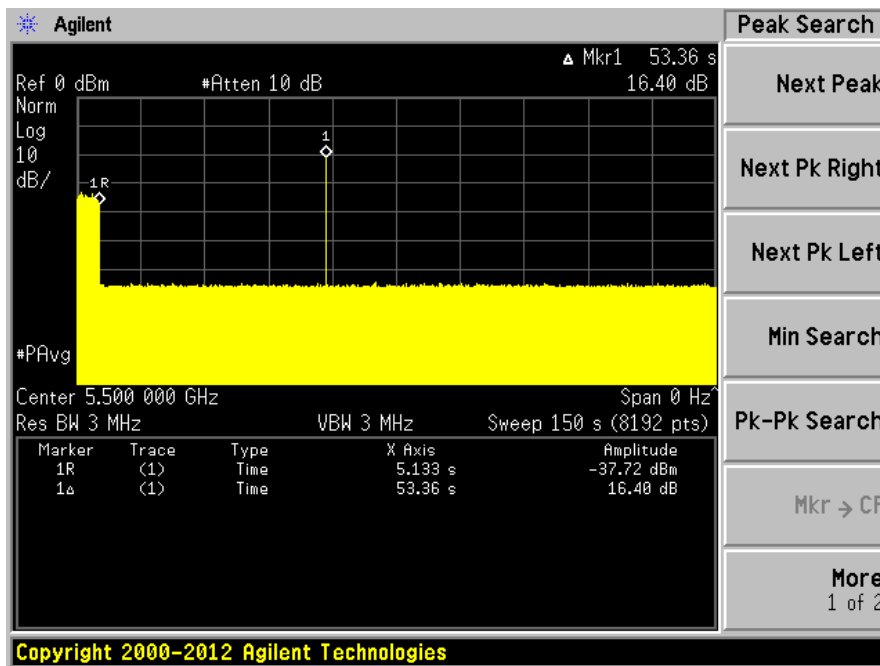 Agilent
Peak Search
Δ Mkr1 53.36 s
Ref 0 dBm #Atten 10 dB 16.40 dB
Norm
Log
10
dB/
1R
1
#PAvg
Center 5.500 000 GHz Span 0 Hz^
Res BW 3 MHz VBW 3 MHz Sweep 150 s (8192 pts)
Marker Trace Type X Axis Amplitude
1R (1) Time 5.133 s -37.72 dBm
1Δ (1) Time 53.36 s 16.40 dB
Next Peak
Next Pk Right
Next Pk Left
Min Search
Pk-Pk Search
Mkr → CF
More
1 of 2
Copyright 2000-2012 Agilent Technologies